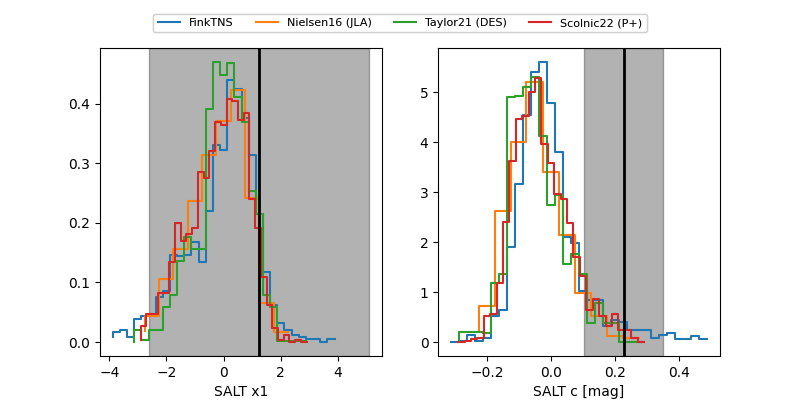 FinkTNS Nielsen16 (JLA) Taylor21 (DES) Scolnic22 (P+)
0.4
0.3
0.2
0.1
0.0
−4 −2 0 2 4
SALT x1
5
4
3
2
1
0
−0.2 0.0 0.2 0.4
SALT c [mag]